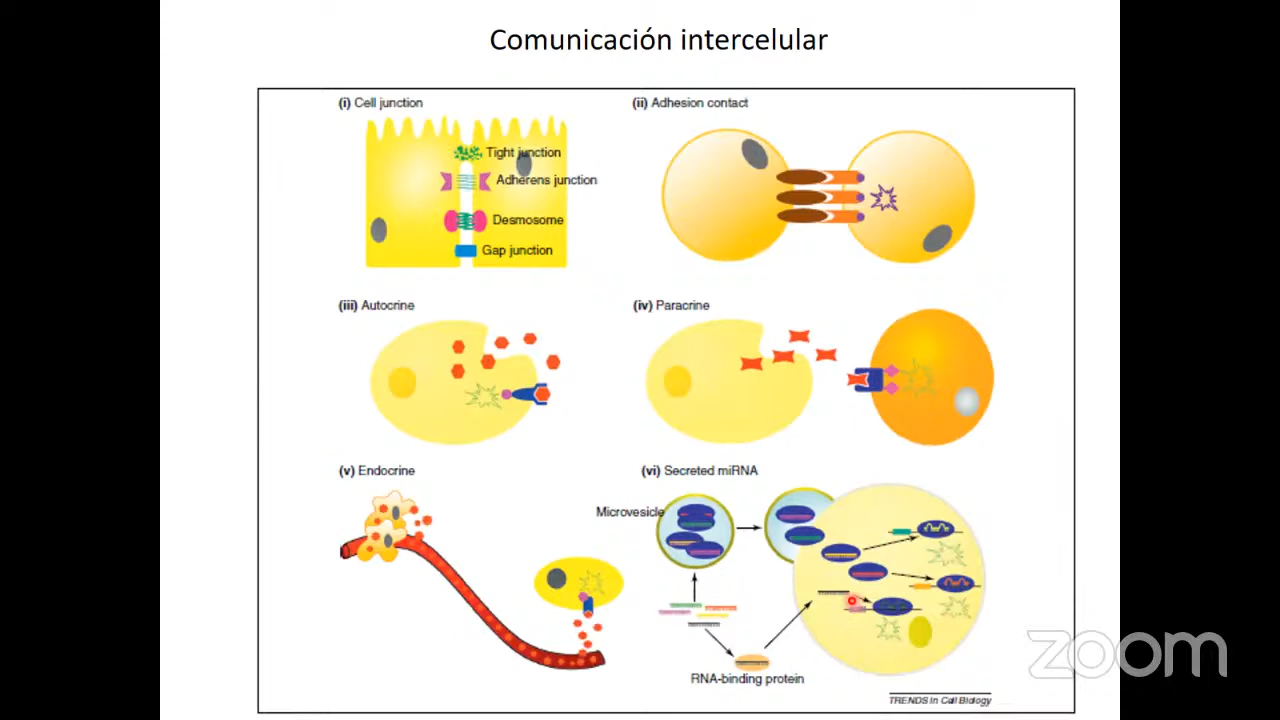 Comunicación intercelular
(i) Cell junction
(ii) Adhesion contact
Tight junction
Adherens junction
Desmosome
Gap junction
(iii) Autocrine
(iv) Paracrine
(v) Endocrine
(vi) Secreted miRNA
Microvesicle
RNA-binding protein
TRENDS in Cell Biology
zoom